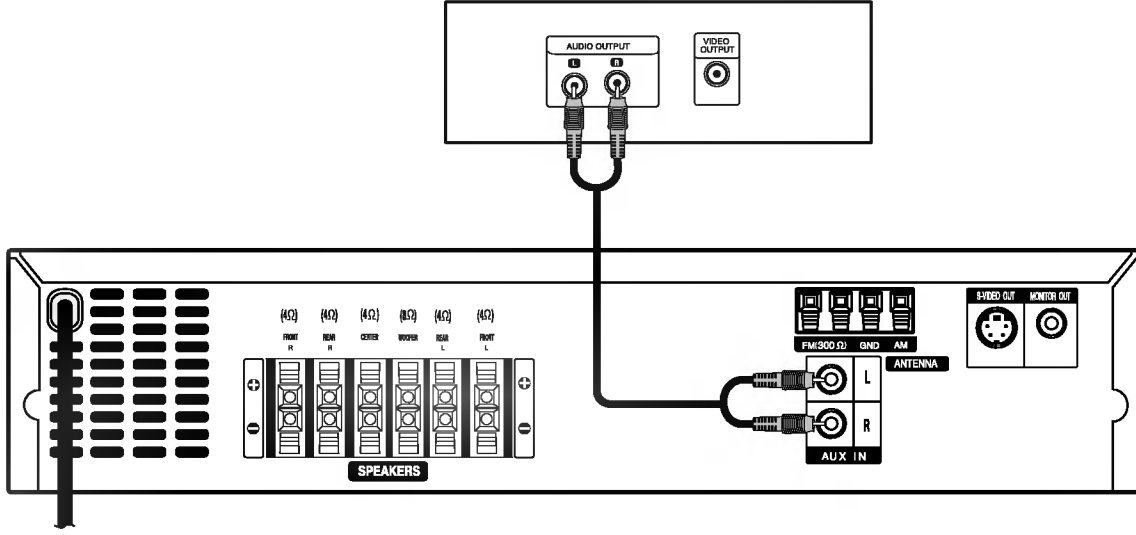 AUDIO OUTPUT
L R
VIDEO
OUTPUT
(4Ω) (4Ω) (4Ω) (8Ω) (4Ω) (4Ω)
FRONT REAR CENTER WOOFER REAR FRONT
R R L L
SPEAKERS
FM(300 Ω) GND AM
ANTENNA
L
R
AUX IN
S-VIDEO OUT MONITOR OUT